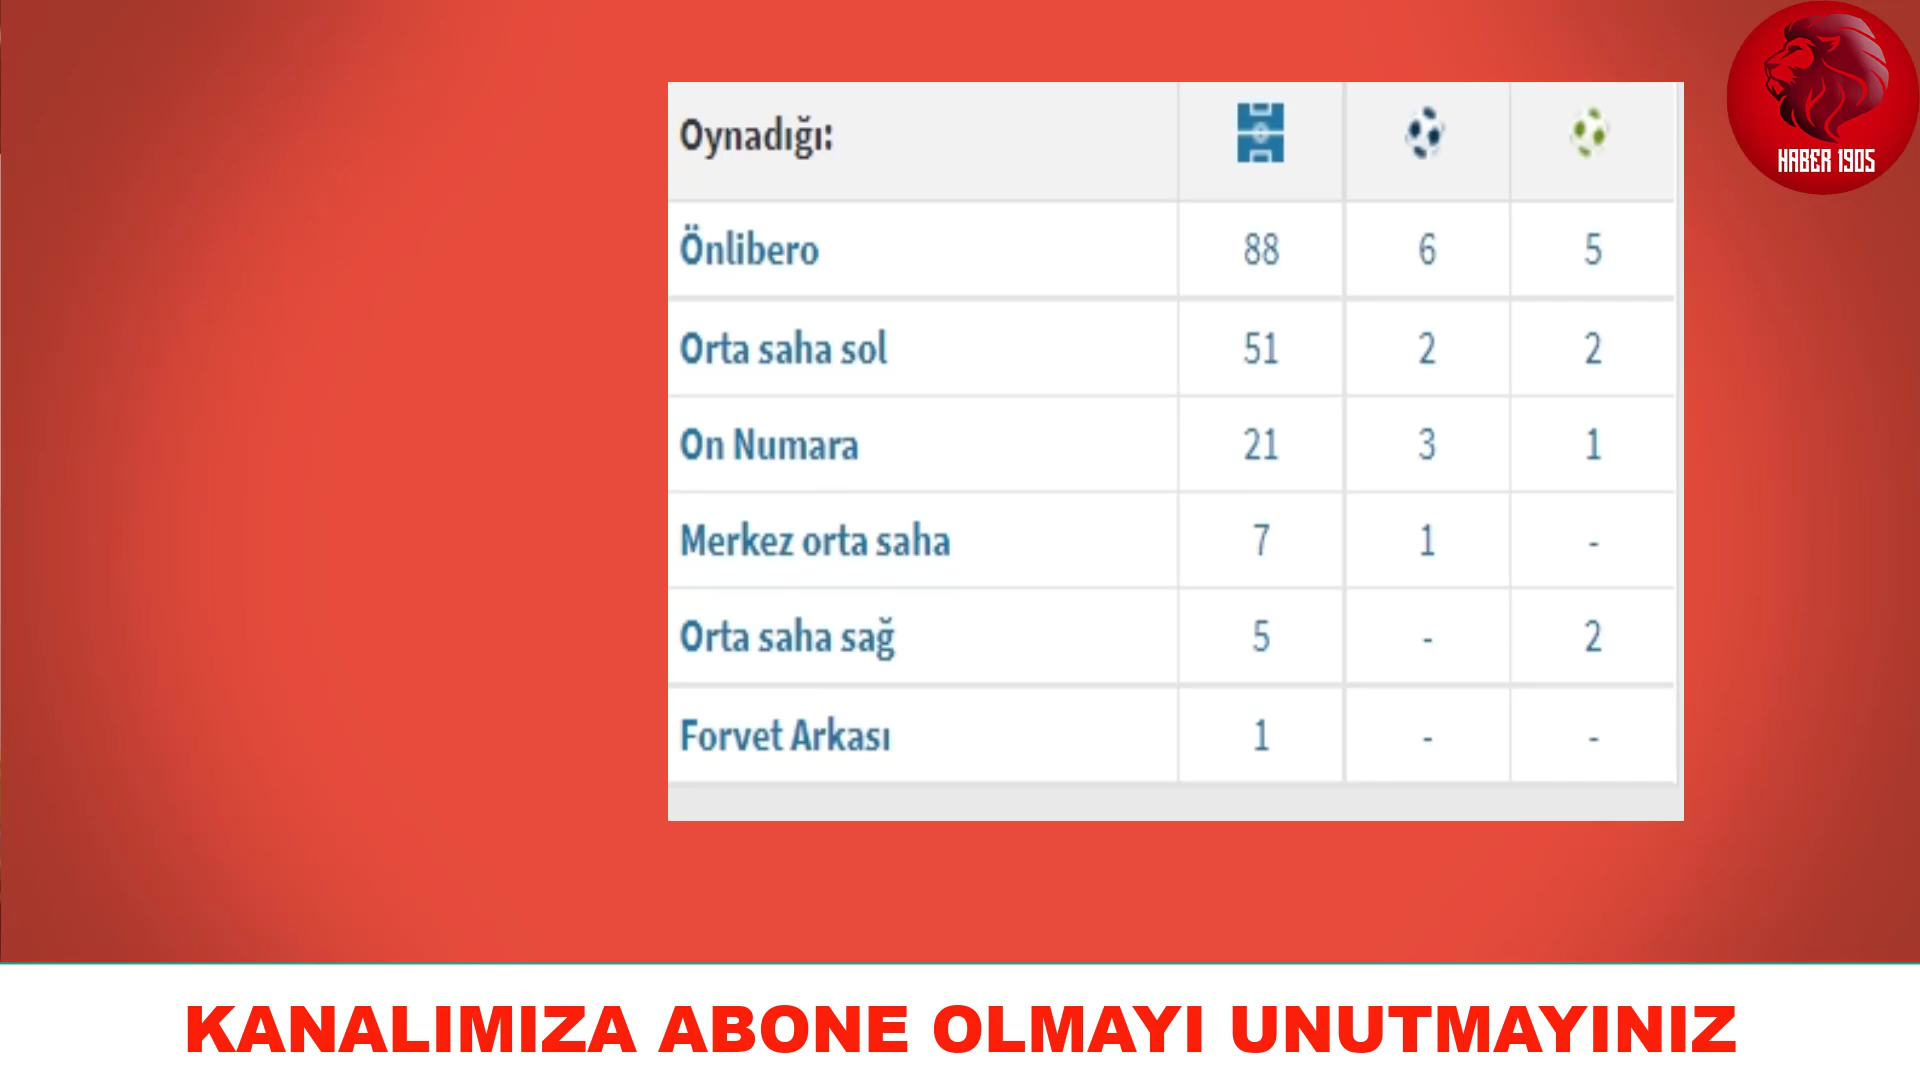 HABER 1905
Oynadığı:
Önlibero 88 6 5
Orta saha sol 51 2 2
On Numara 21 3 1
Merkez orta saha 7 1 -
Orta saha sağ 5 - 2
Forvet Arkası 1 - -
KANALIMIZA ABONE OLMAYI UNUTMAYINIZ